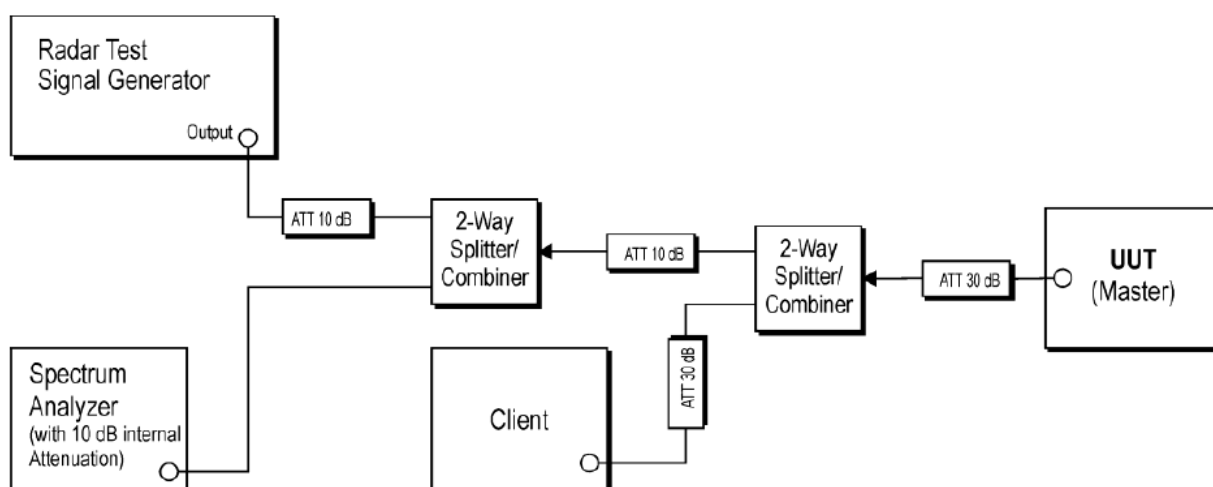 Radar Test
Signal Generator
Output
ATT 10 dB
2-Way
Splitter/
Combiner
ATT 10 dB
2-Way
Splitter/
Combiner
ATT 30 dB
UUT
(Master)
ATT 30 dB
Spectrum
Analyzer
(with 10 dB internal
Attenuation)
Client